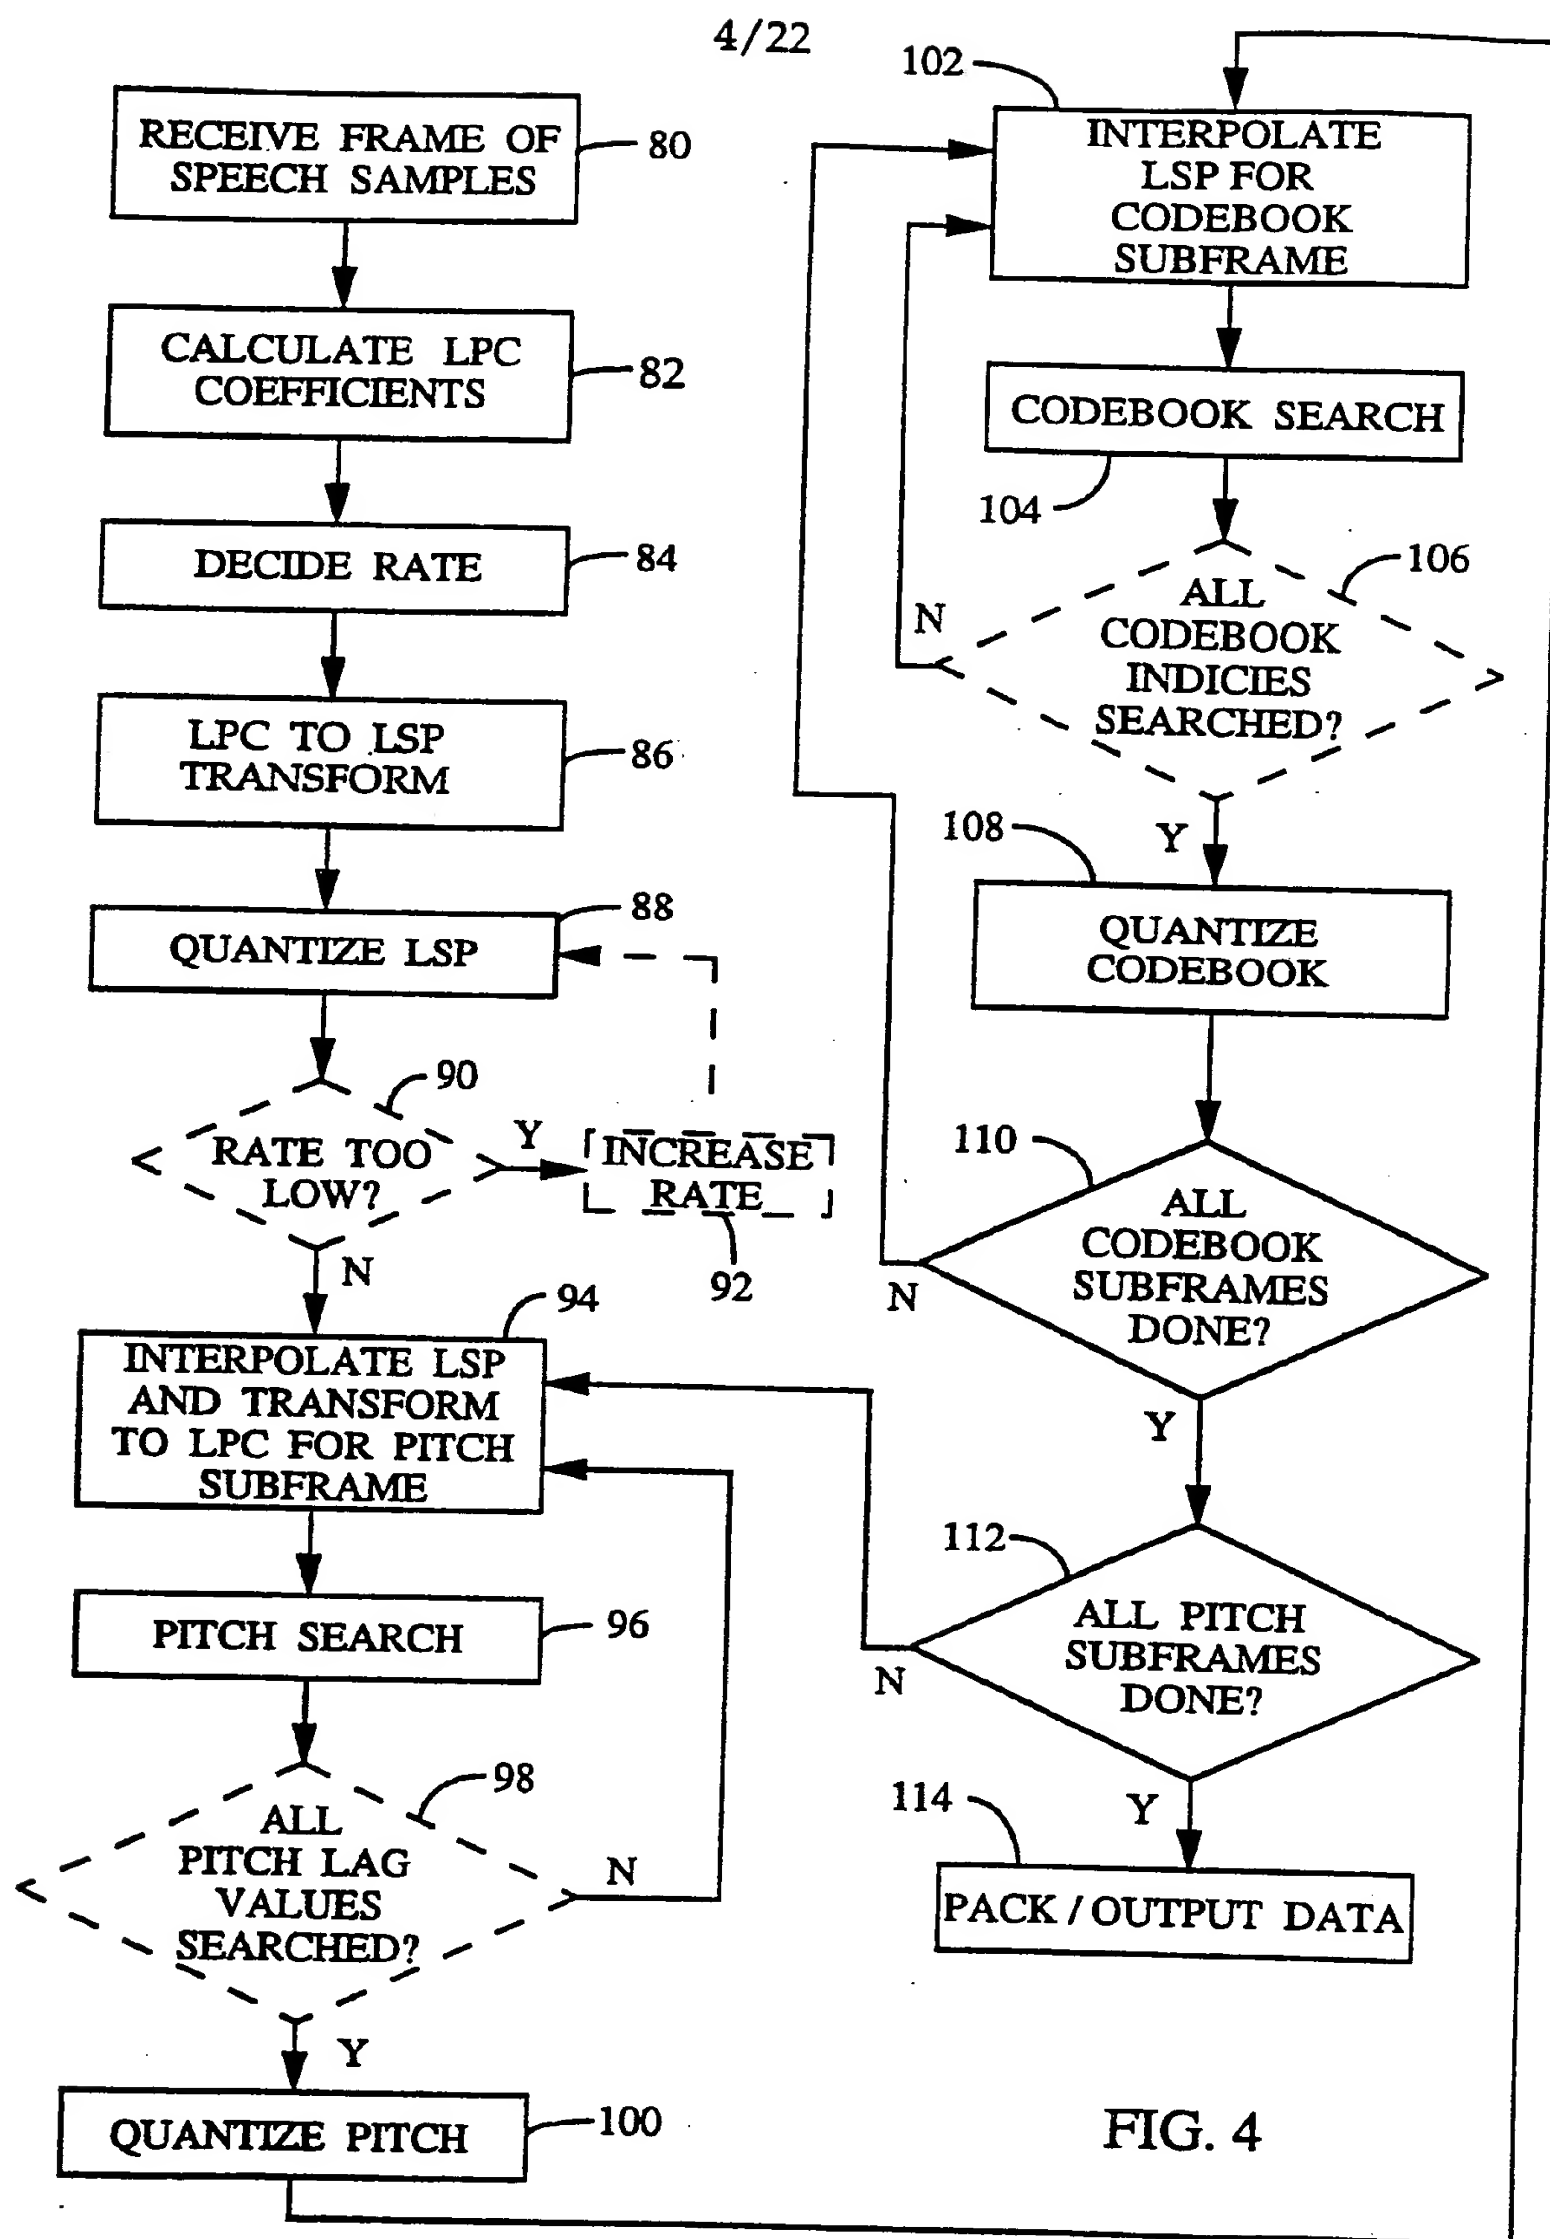 4/22
RECEIVE FRAME OF
SPEECH SAMPLES
80
CALCULATE LPC
COEFFICIENTS
82
DECIDE RATE
84
LPC TO LSP
TRANSFORM
86
QUANTIZE LSP
88
90
RATE TOO
LOW?
Y
INCREASE
RATE
92
N
94
INTERPOLATE LSP
AND TRANSFORM
TO LPC FOR PITCH
SUBFRAME
PITCH SEARCH
96
98
ALL
PITCH LAG
VALUES
SEARCHED?
N
Y
QUANTIZE PITCH
100
102
INTERPOLATE
LSP FOR
CODEBOOK
SUBFRAME
CODEBOOK SEARCH
104
106
ALL
CODEBOOK
INDICIES
SEARCHED?
N
Y
108
QUANTIZE
CODEBOOK
110
ALL
CODEBOOK
SUBFRAMES
DONE?
N
Y
112
ALL PITCH
SUBFRAMES
DONE?
N
Y
114
PACK / OUTPUT DATA
FIG. 4